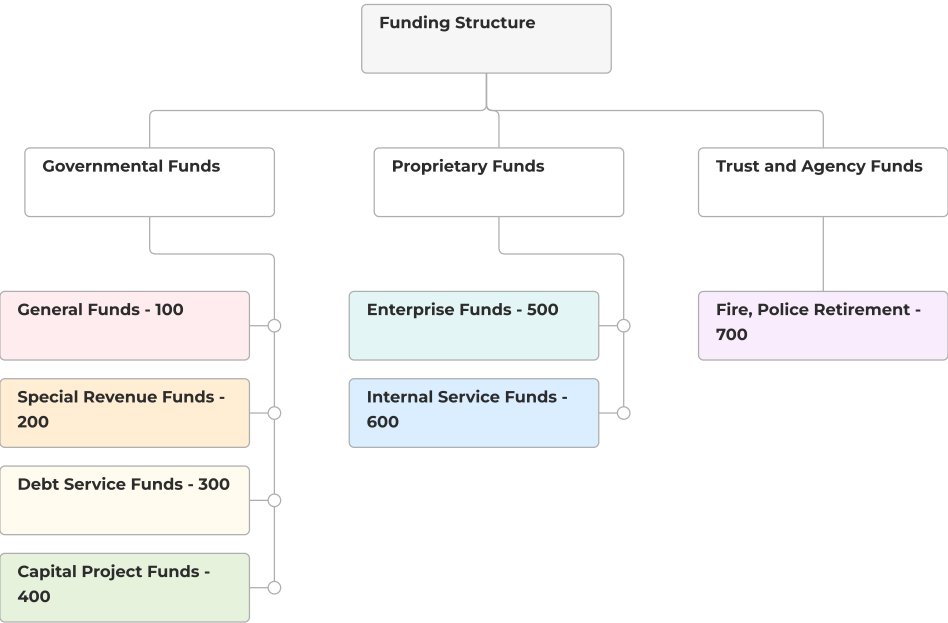 Funding Structure
Governmental Funds
Proprietary Funds
Trust and Agency Funds
General Funds - 100
Special Revenue Funds -
200
Debt Service Funds - 300
Capital Project Funds -
400
Enterprise Funds - 500
Internal Service Funds -
600
Fire, Police Retirement -
700